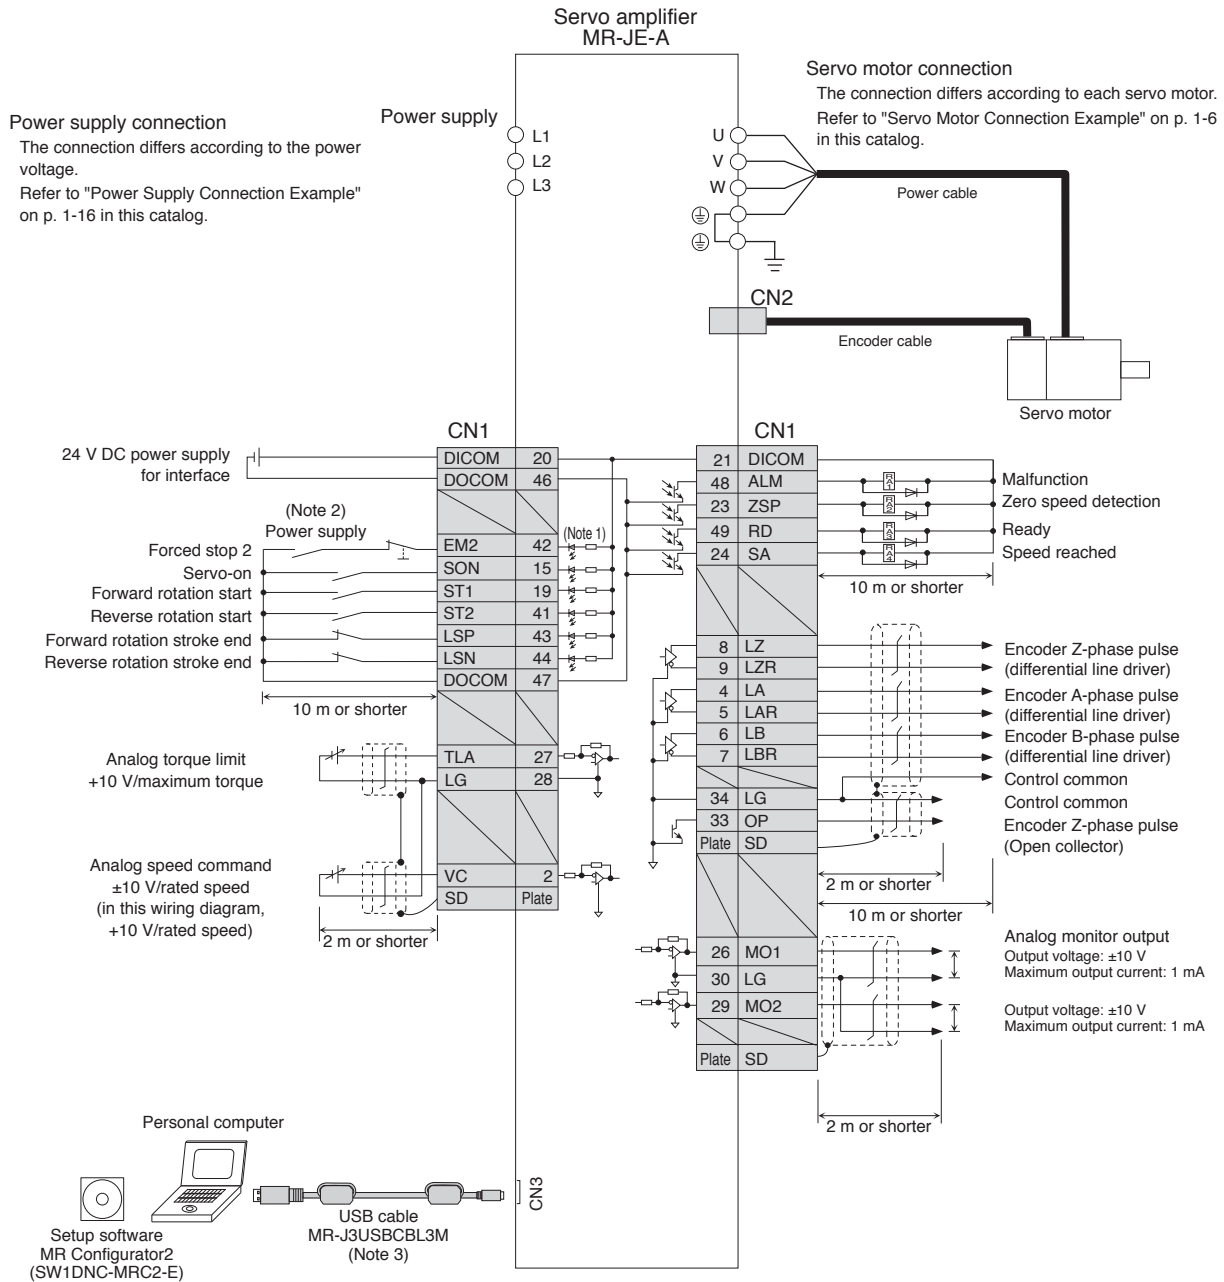 Servo amplifier
MR-JE-A
Servo motor connection
The connection differs according to each servo motor.
Refer to "Servo Motor Connection Example" on p. 1-6
in this catalog.
Power supply connection
The connection differs according to the power
voltage.
Refer to "Power Supply Connection Example"
on p. 1-16 in this catalog.
Power supply
L1
L2
L3
U
V
W
Power cable
CN2
Encoder cable
Servo motor
CN1
24 V DC power supply
for interface
DICOM 20
DOCOM 46
(Note 2)
Power supply
(Note 1)
Forced stop 2
EM2 42
Servo-on
SON 15
Forward rotation start
ST1 19
Reverse rotation start
ST2 41
Forward rotation stroke end
LSP 43
Reverse rotation stroke end
LSN 44
DOCOM 47
10 m or shorter
Analog torque limit
+10 V/maximum torque
TLA 27
LG 28
Analog speed command
±10 V/rated speed
(in this wiring diagram,
+10 V/rated speed)
VC 2
SD Plate
2 m or shorter
CN1
21 DICOM
48 ALM
RA1
Malfunction
23 ZSP
RA2
Zero speed detection
49 RD
RA3
Ready
24 SA
RA4
Speed reached
10 m or shorter
8 LZ
9 LZR
Encoder Z-phase pulse
(differential line driver)
4 LA
5 LAR
Encoder A-phase pulse
(differential line driver)
6 LB
7 LBR
Encoder B-phase pulse
(differential line driver)
Control common
34 LG
Control common
33 OP
Plate SD
Encoder Z-phase pulse
(Open collector)
2 m or shorter
10 m or shorter
26 MO1
30 LG
29 MO2
Plate SD
Analog monitor output
Output voltage: ±10 V
Maximum output current: 1 mA
Output voltage: ±10 V
Maximum output current: 1 mA
2 m or shorter
Personal computer
CN3
USB cable
MR-J3USBCBL3M
(Note 3)
Setup software
MR Configurator2
(SW1DNC-MRC2-E)